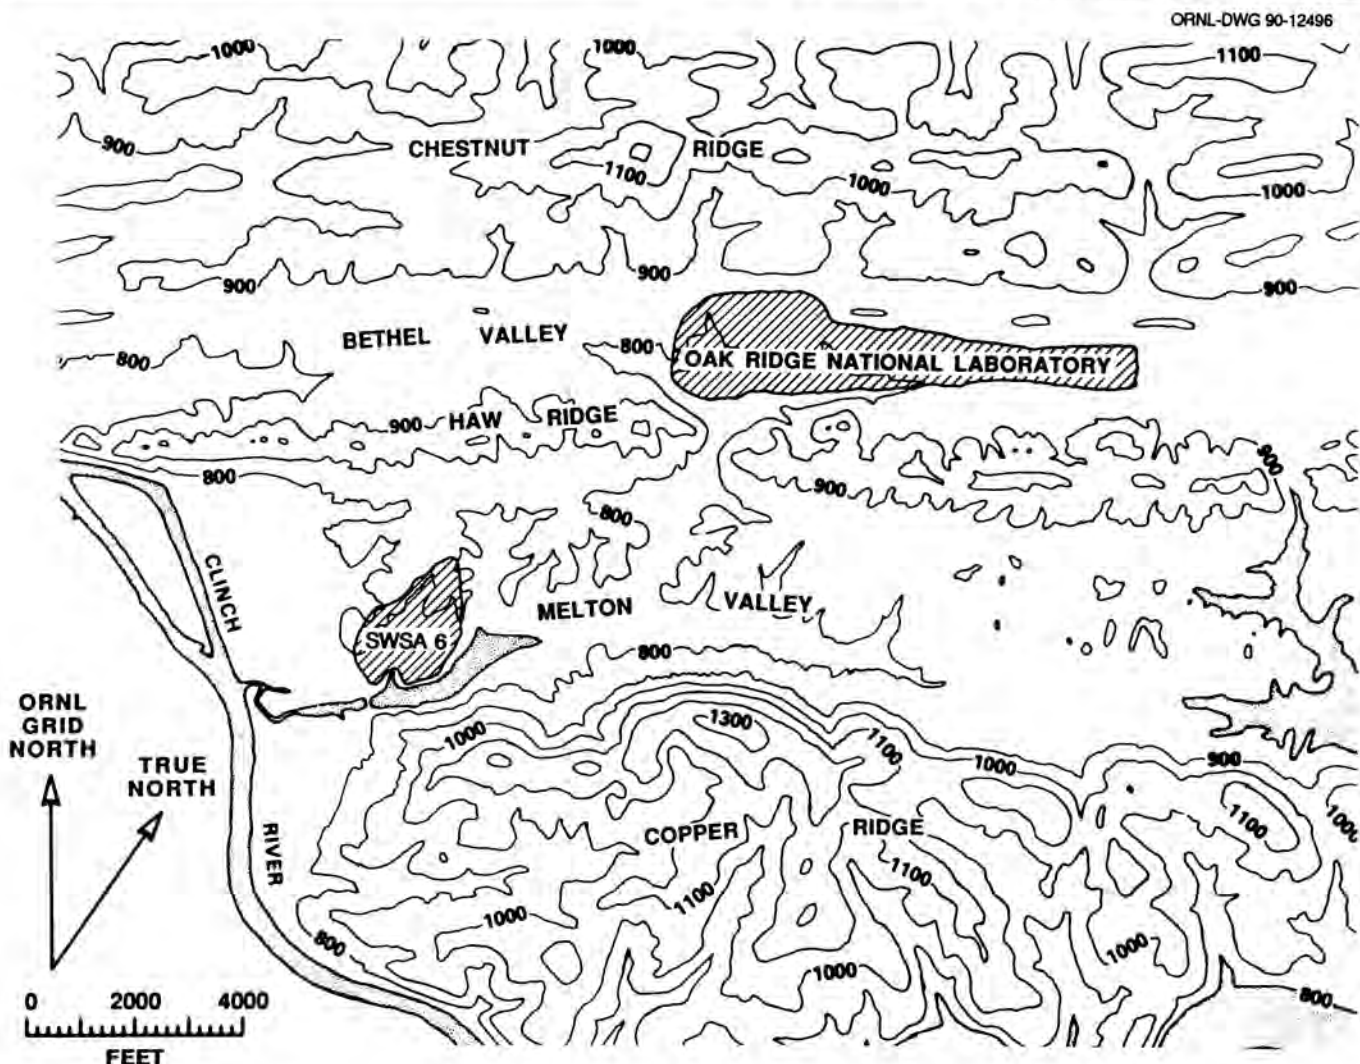 ORNL-DWG 90-12496
1000
1000
1100
900
CHESTNUT RIDGE
1100
1000
1000
900
900
900
BETHEL VALLEY
800
800
OAK RIDGE NATIONAL LABORATORY
900 HAW RIDGE
900
800
900
800
CLINCH
MELTON VALLEY
SWSA 6
800
ORNL
GRID
NORTH
TRUE
NORTH
1300
1000
1100
1000
900
1100
1000
COPPER RIDGE
RIVER
1100
1100
1000
800
1000
1000
800
0 2000 4000
FEET